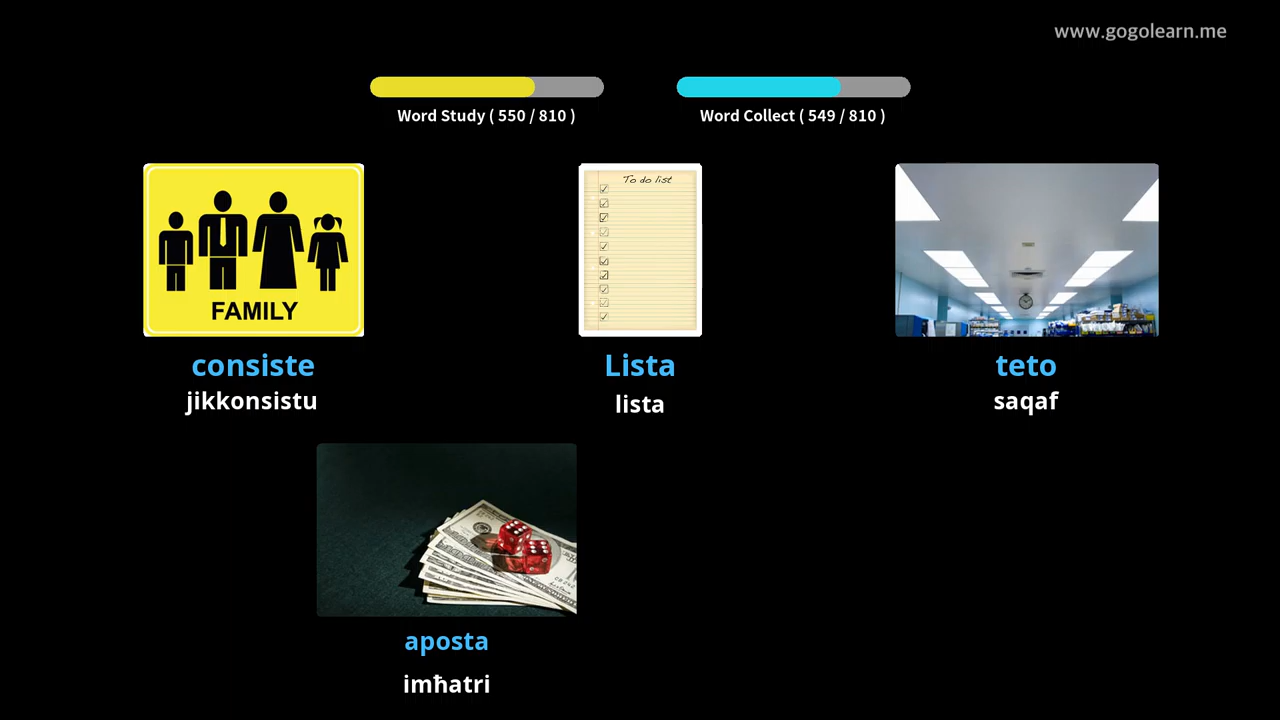 www.gogolearn.me
Word Study ( 550 / 810 )
Word Collect ( 549 / 810 )
FAMILY
To do list
consiste
jikkonsistu
Lista
lista
teto
saqaf
aposta
imħatri